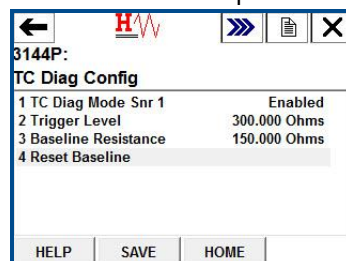 H
3144P:
TC Diag Config
1 TC Diag Mode Snr 1 Enabled
2 Trigger Level 300.000 Ohms
3 Baseline Resistance 150.000 Ohms
4 Reset Baseline
HELP SAVE HOME